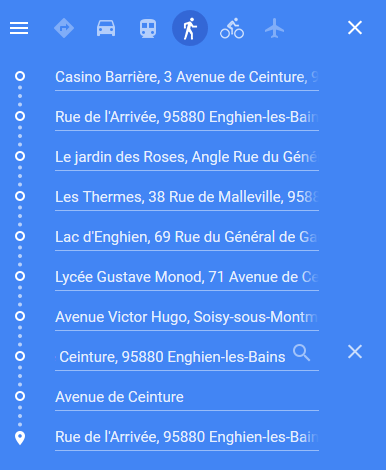 Casino Barrière, 3 Avenue de Ceinture, 9
Rue de l'Arrivée, 95880 Enghien-les-Bain
Le jardin des Roses, Angle Rue du Géné
Les Thermes, 38 Rue de Malleville, 9588
Lac d'Enghien, 69 Rue du Général de Ga
Lycée Gustave Monod, 71 Avenue de Ce
Avenue Victor Hugo, Soisy-sous-Montm
Ceinture, 95880 Enghien-les-Bains
Avenue de Ceinture
Rue de l'Arrivée, 95880 Enghien-les-Bain